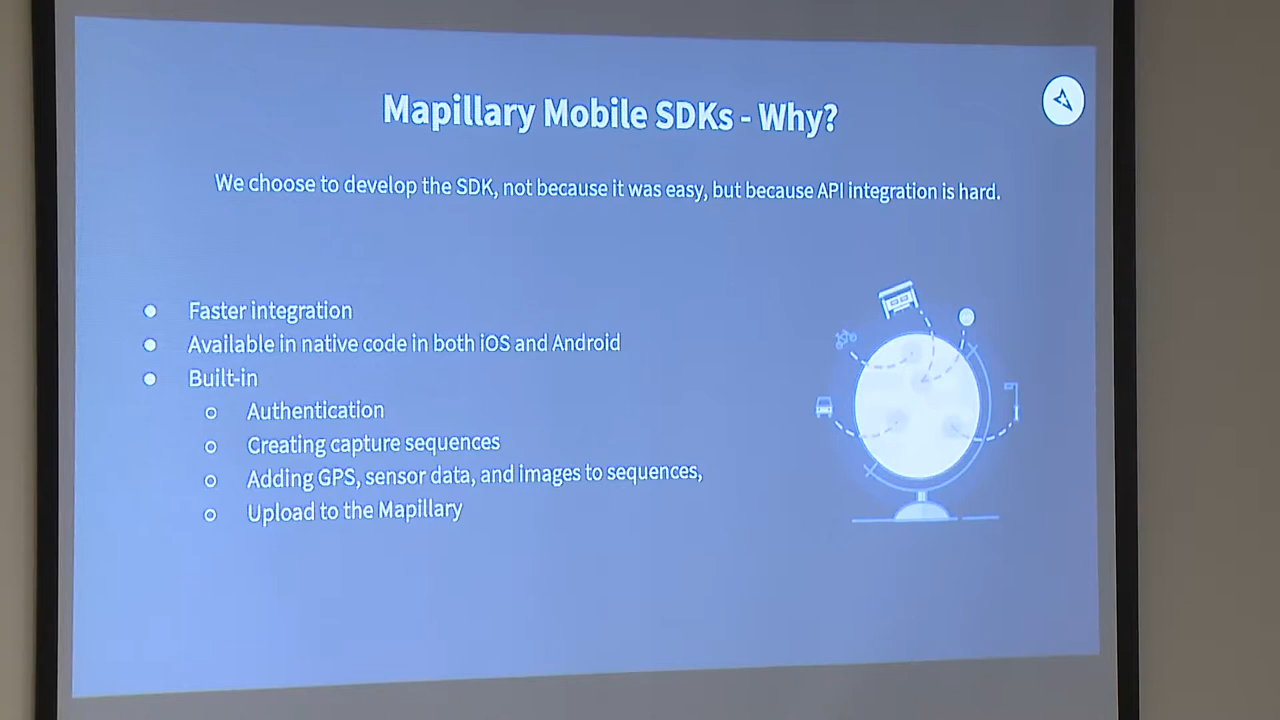 Mapillary Mobile SDKs - Why?
We choose to develop the SDK, not because it was easy, but because API integration is hard.
Faster integration
Available in native code in both iOS and Android
Built-in
Authentication
Creating capture sequences
Adding GPS, sensor data, and images to sequences,
Upload to the Mapillary